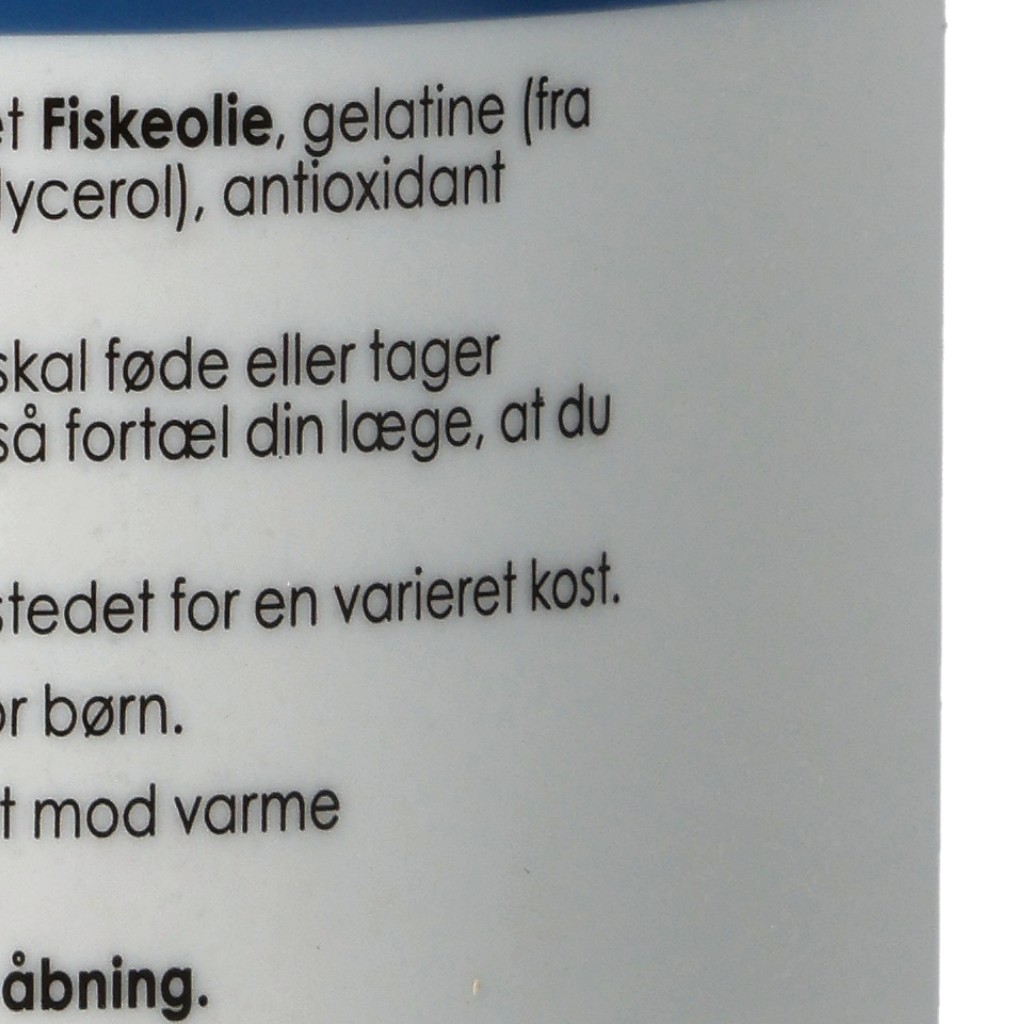 et Fiskeolie, gelatine (fra
lycerol), antioxidant
skal føde eller tager
så fortæl din læge, at du
stedet for en varieret kost.
or børn.
t mod varme
åbning.